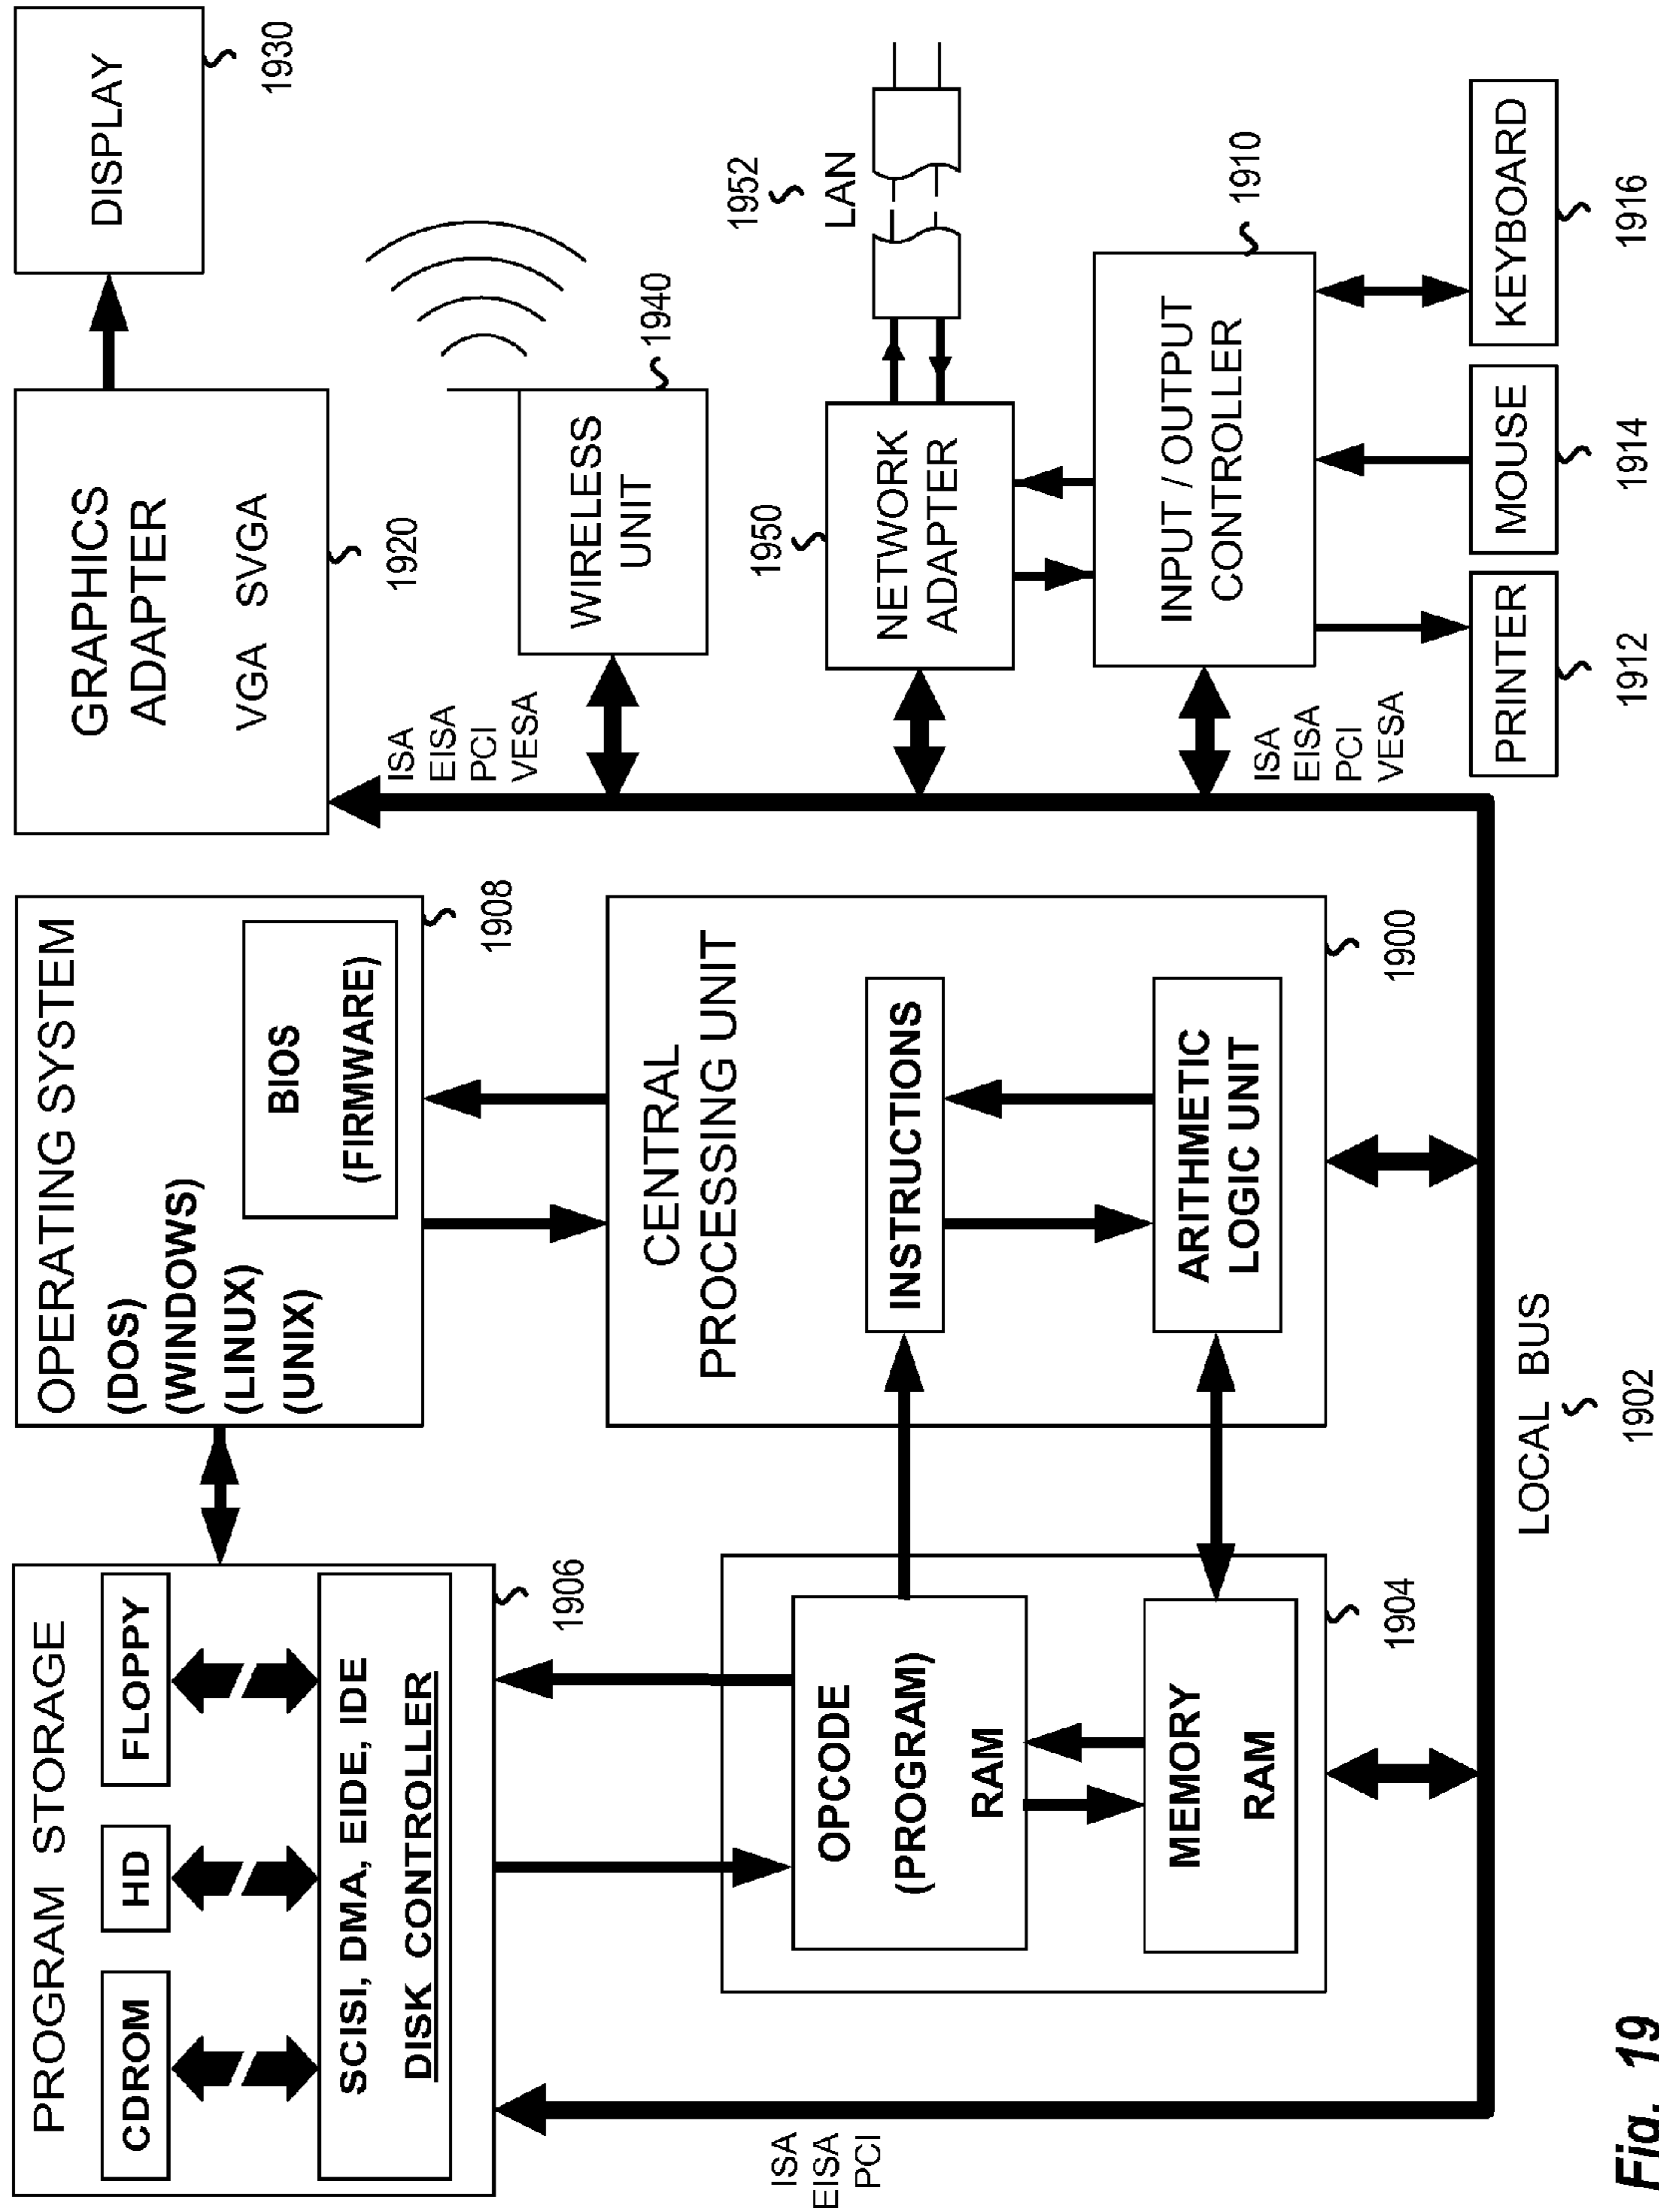 PROGRAM STORAGE
CDROM
HD
FLOPPY
SCISI, DMA, EIDE, IDE
DISK CONTROLLER
1906
OPERATING SYSTEM
(DOS)
(WINDOWS)
(LINUX)
(UNIX)
BIOS
(FIRMWARE)
1908
GRAPHICS
ADAPTER
VGA SVGA
1920
DISPLAY
1930
ISA
EISA
PCI
VESA
WIRELESS
UNIT
1940
CENTRAL
PROCESSING UNIT
INSTRUCTIONS
ARITHMETIC
LOGIC UNIT
1900
ISA
EISA
PCI
OPCODE
(PROGRAM)
RAM
MEMORY
RAM
1904
1950
NETWORK
ADAPTER
1952
LAN
INPUT / OUTPUT
CONTROLLER
1910
ISA
EISA
PCI
VESA
PRINTER
1912
MOUSE
1914
KEYBOARD
1916
LOCAL BUS
1902
Fig. 19